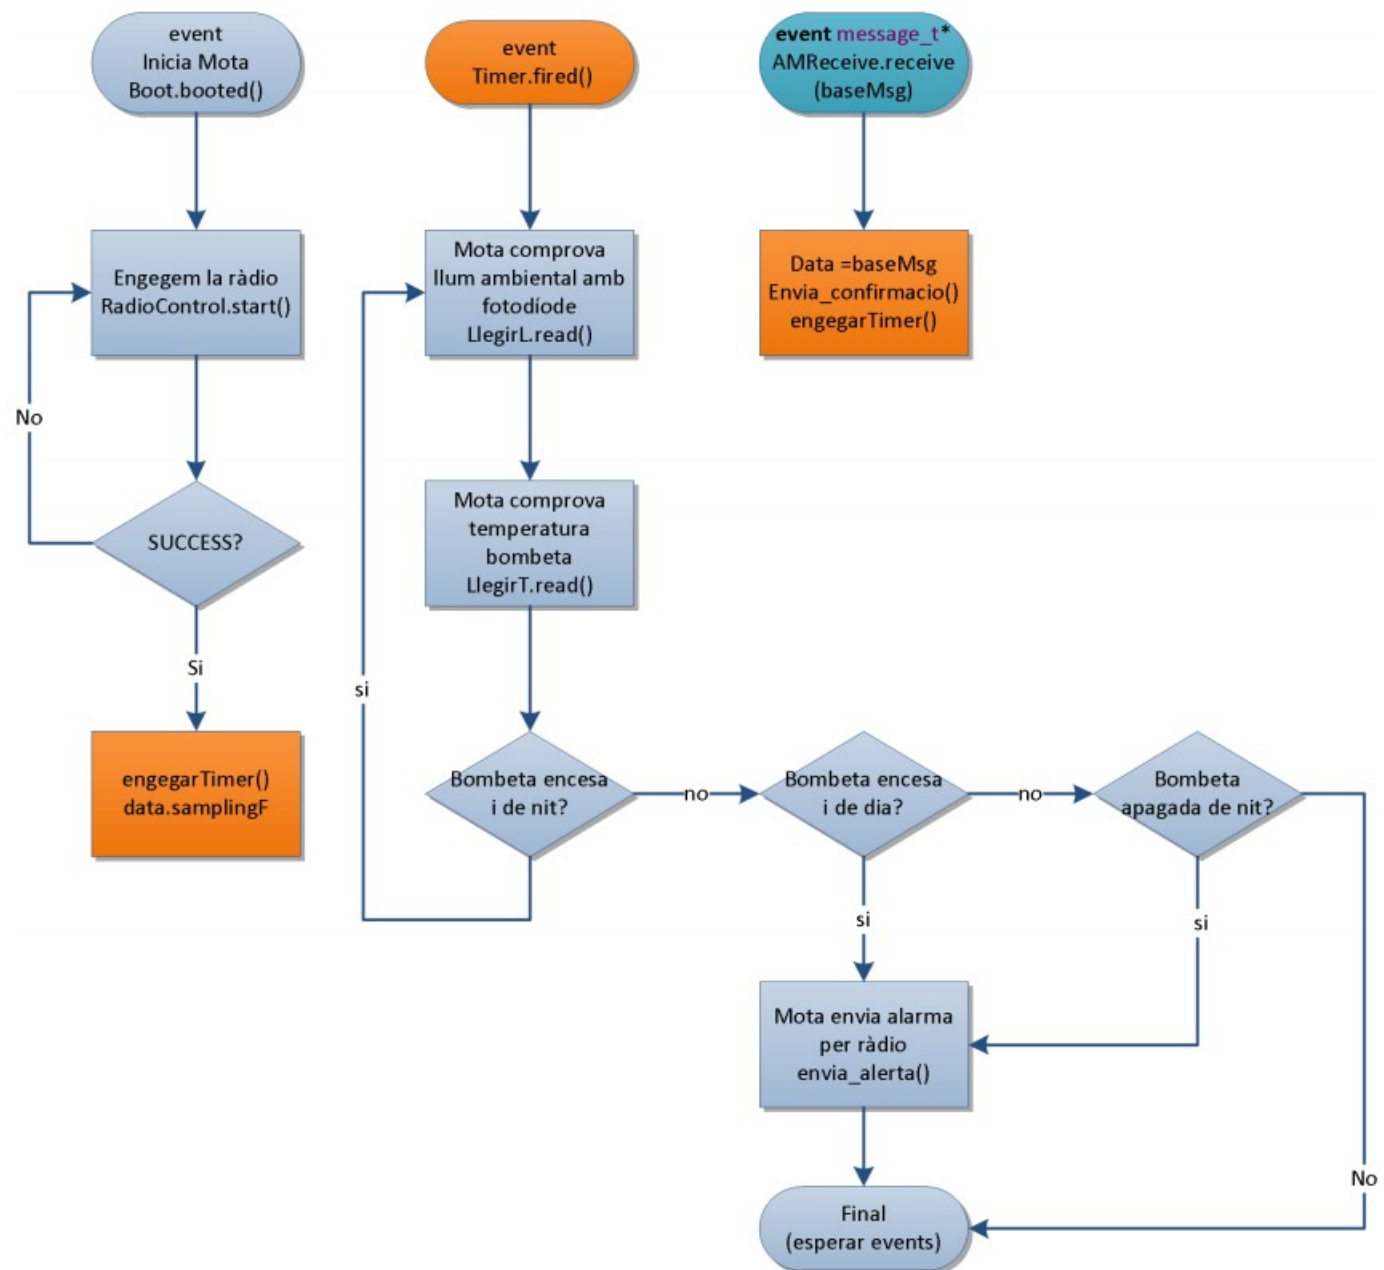 event
Inicia Mota
Boot.booted()
Engegem la ràdio
RadioControl.start()
No
SUCCESS?
Si
engegarTimer()
data.samplingF
event
Timer.fired()
Mota comprova
llum ambiental amb
fotodíode
LlegirL.read()
Mota comprova
temperatura
bombeta
LlegirT.read()
si
Bombeta encesa
i de nit?
no
Bombeta encesa
i de dia?
no
Bombeta
apagada de nit?
si
si
Mota envia alarma
per ràdio
envia_alerta()
No
Final
(esperar events)
event message_t*
AMReceive.receive
(baseMsg)
Data =baseMsg
Envia_confirmacio()
engegarTimer()